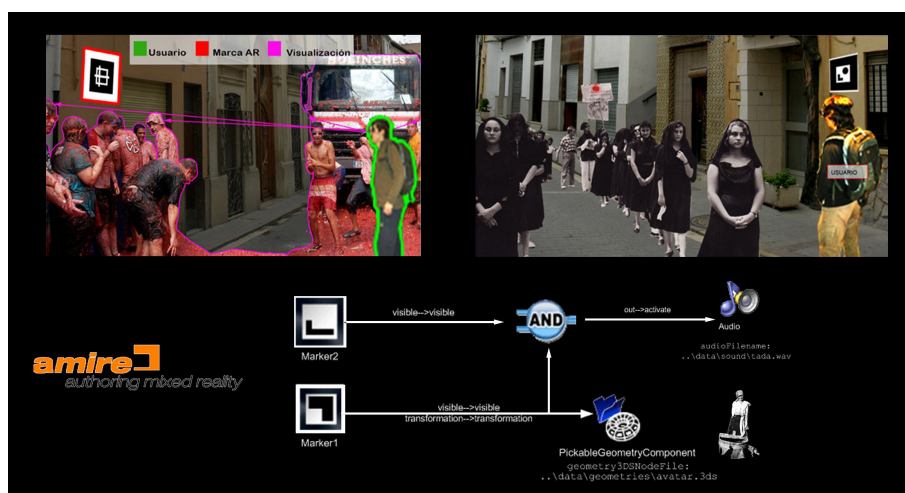 Usuario
Marca AR
Visualización
BOLINCHES
USUARIO
visible-->visible
AND
out-->activate
Audio
Marker2
audioFilename:
..\data\sound\tada.wav
amire
authoring mixed reality
visible-->visible
transformation-->transformation
Marker1
PickableGeometryComponent
geometry3DSNodeFile:
..\data\geometries\avatar.3ds